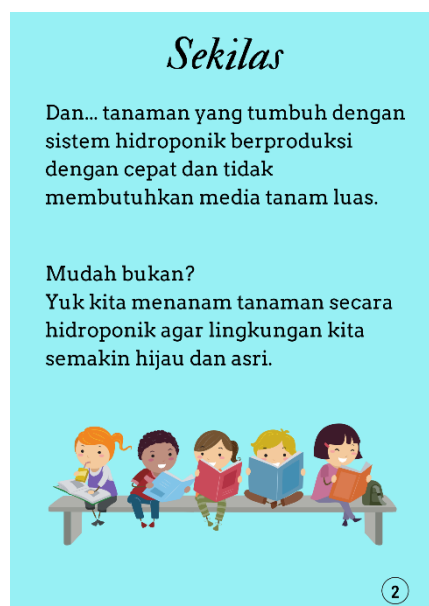 Sekilas
Dan... tanaman yang tumbuh dengan
sistem hidroponik berproduksi
dengan cepat dan tidak
membutuhkan media tanam luas.
Mudah bukan?
Yuk kita menanam tanaman secara
hidroponik agar lingkungan kita
semakin hijau dan asri.
2